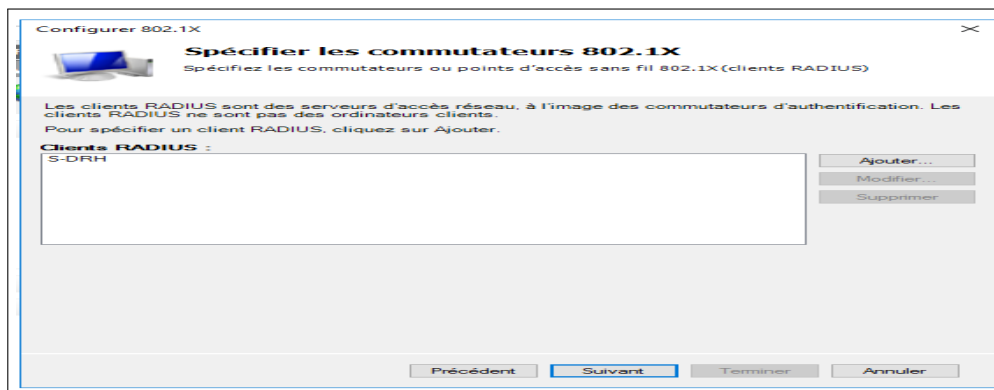 Configurer 802.1X
Spécifier les commutateurs 802.1X
Spécifiez les commutateurs ou points d'accès sans fil 802.1X(clients RADIUS)
Les clients RADIUS sont des serveurs d'accès réseau, à l'image des commutateurs d'authentification. Les
clients RADIUS ne sont pas des ordinateurs clients.
Pour spécifier un client RADIUS, cliquez sur Ajouter.
Clients RADIUS :
S-DRH
Ajouter...
Modifier...
Supprimer
Précédent
Suivant
Terminer
Annuler